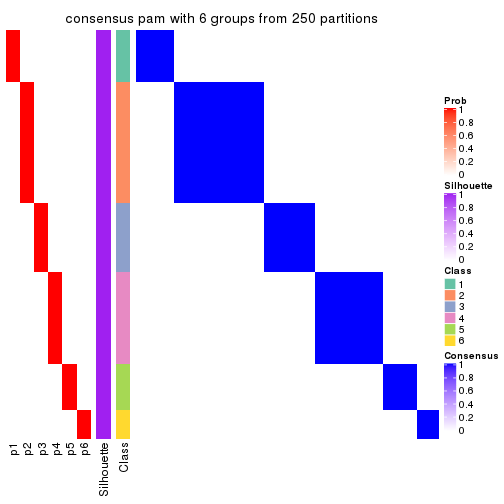 consensus pam with 6 groups from 250 partitions
Prob
1
0.8
0.6
0.4
0.2
0
Silhouette
1
0.8
0.6
0.4
0.2
0
Class
1
2
3
4
5
6
Consensus
1
0.8
0.6
0.4
0.2
0
p1
p2
p3
p4
p5
p6
Silhouette
Class